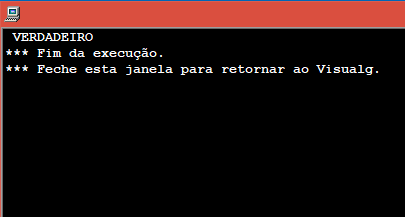 VERDADEIRO
*** Fim da execução.
*** Feche esta janela para retornar ao Visualg.